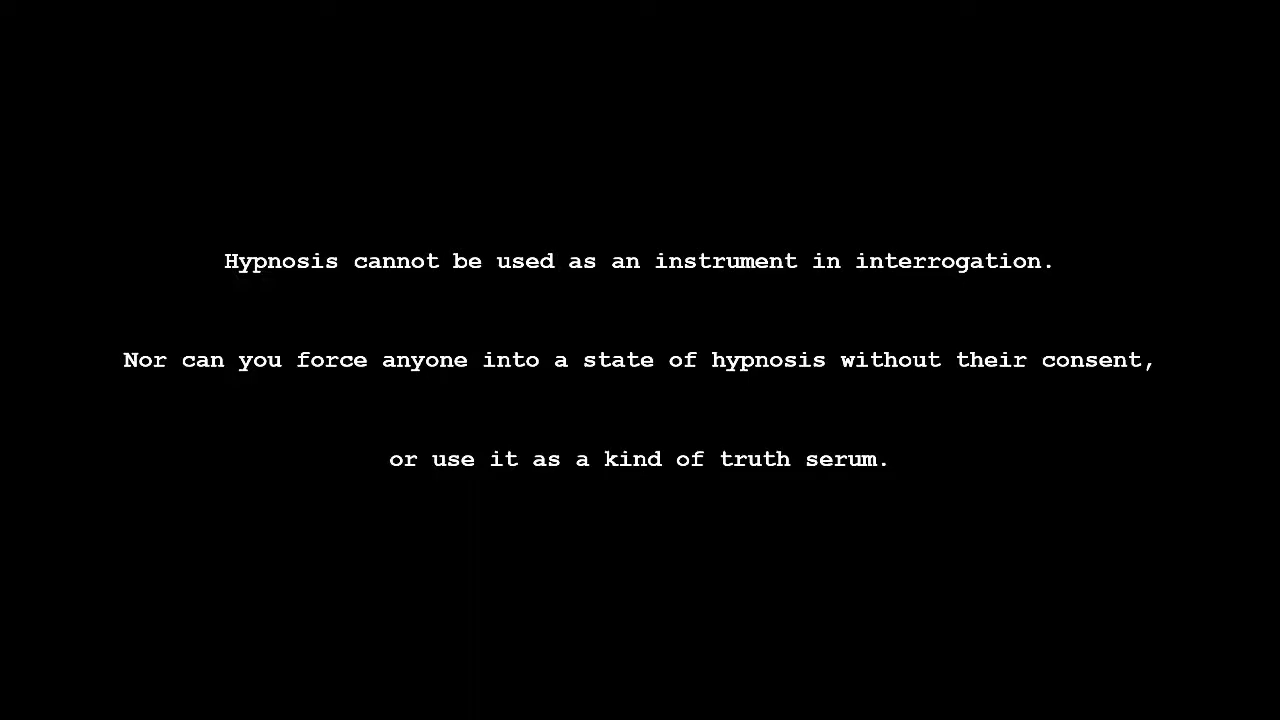 Hypnosis cannot be used as an instrument in interrogation.
Nor can you force anyone into a state of hypnosis without their consent,
or use it as a kind of truth serum.